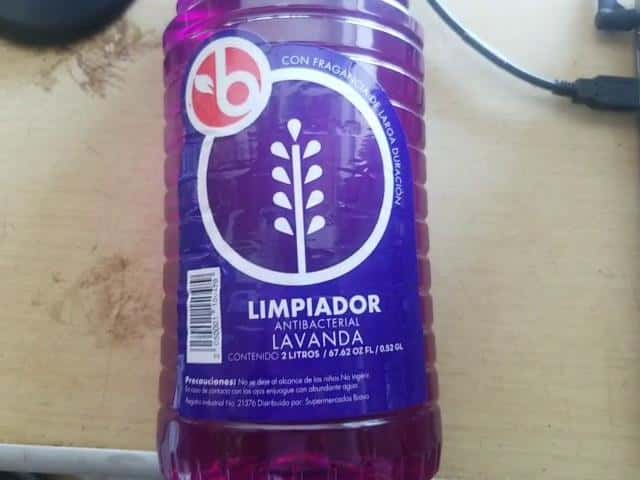 b
CON FRAGANCIA DE LARGA DURACIÓN
LIMPIADOR
ANTIBACTERIAL
LAVANDA
CONTENIDO 2 LITROS / 67.62 OZ FL / 0.52 GL
Precauciones: No se deje al alcance de los niños No ingerir.
En caso de contacto con los ojos enjuague con abundante agua.
Registro Industrial No. 21376 Distribuido por: Supermercados Bravo